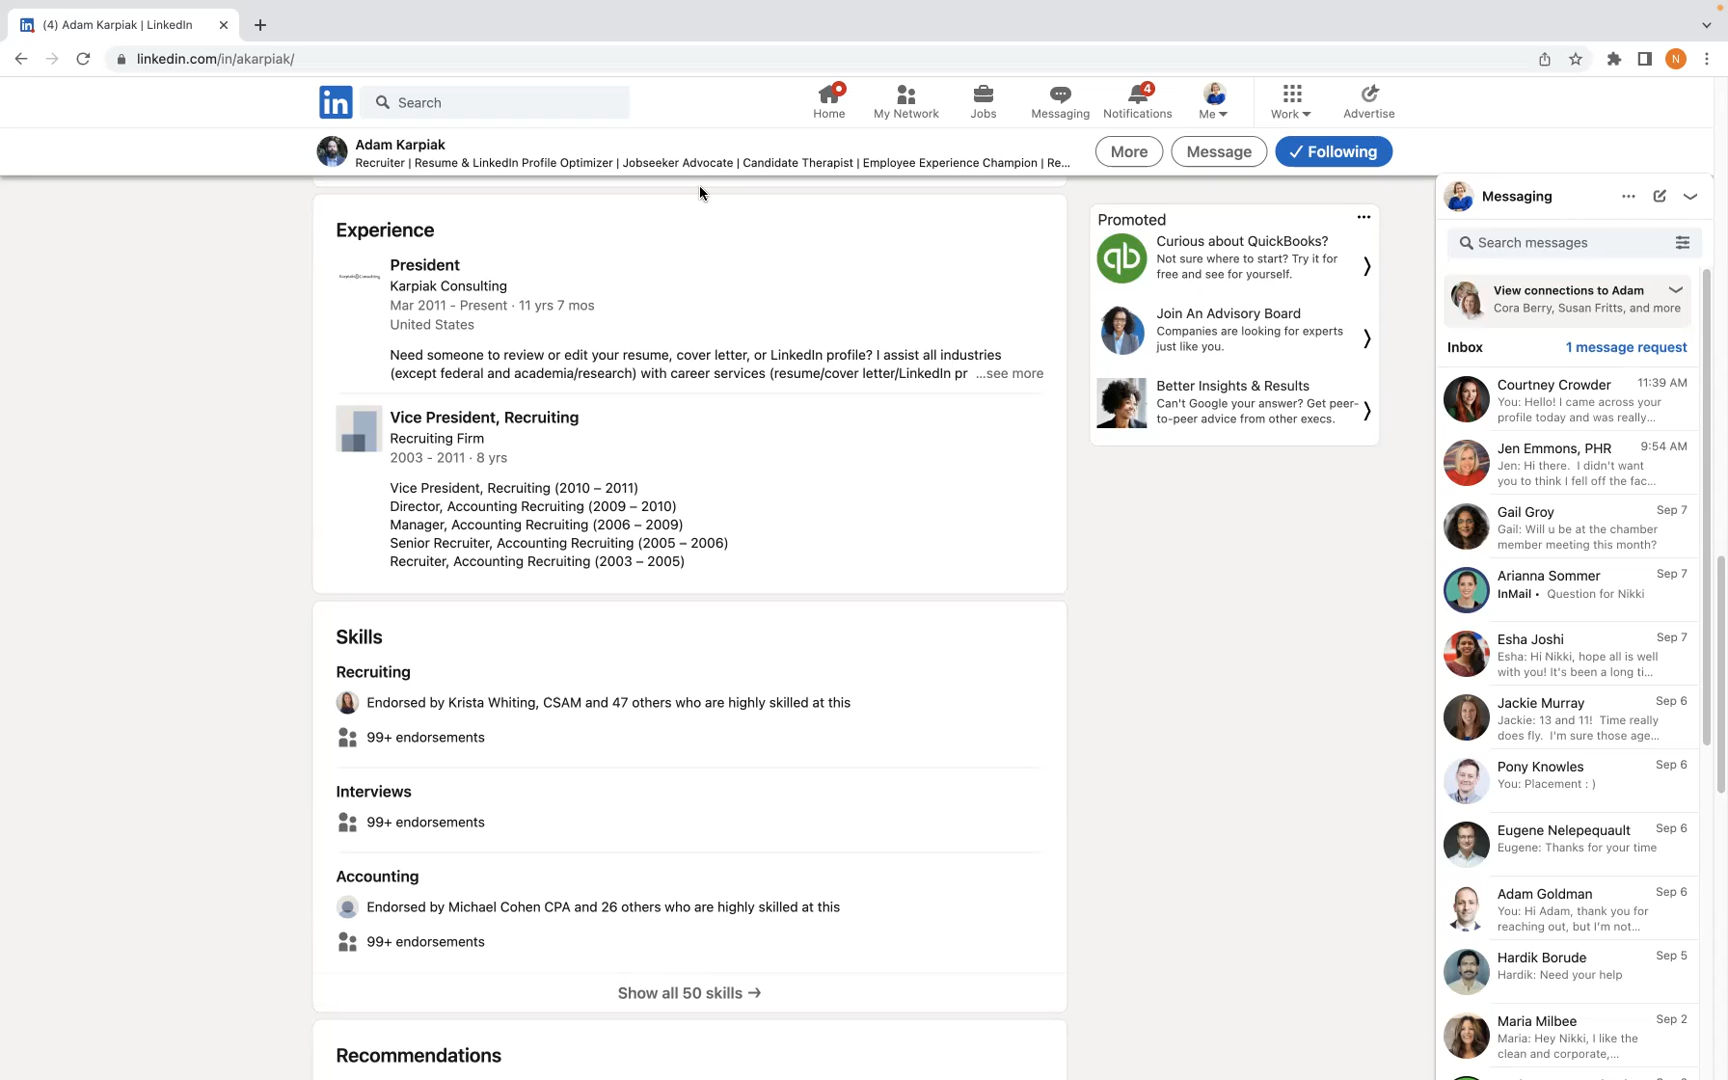 (4) Adam Karpiak | LinkedIn
linkedin.com/in/akarpiak/
N
in
Search
Home
My Network
Jobs
Messaging
4
Notifications
Me
Work
Advertise
Adam Karpiak
Recruiter | Resume & LinkedIn Profile Optimizer | Jobseeker Advocate | Candidate Therapist | Employee Experience Champion | Re...
More
Message
✓ Following
Experience
President
Karpiak Consulting
Mar 2011 - Present · 11 yrs 7 mos
United States
Need someone to review or edit your resume, cover letter, or LinkedIn profile? I assist all industries
(except federal and academia/research) with career services (resume/cover letter/LinkedIn pr ...see more
Vice President, Recruiting
Recruiting Firm
2003 - 2011 · 8 yrs
Vice President, Recruiting (2010 – 2011)
Director, Accounting Recruiting (2009 – 2010)
Manager, Accounting Recruiting (2006 – 2009)
Senior Recruiter, Accounting Recruiting (2005 – 2006)
Recruiter, Accounting Recruiting (2003 – 2005)
Skills
Recruiting
Endorsed by Krista Whiting, CSAM and 47 others who are highly skilled at this
99+ endorsements
Interviews
99+ endorsements
Accounting
Endorsed by Michael Cohen CPA and 26 others who are highly skilled at this
99+ endorsements
Show all 50 skills →
Recommendations
Promoted
qb
Curious about QuickBooks?
Not sure where to start? Try it for
free and see for yourself.
Join An Advisory Board
Companies are looking for experts
just like you.
Better Insights & Results
Can't Google your answer? Get peer-
to-peer advice from other execs.
Messaging
Search messages
View connections to Adam
Cora Berry, Susan Fritts, and more
Inbox
1 message request
Courtney Crowder 11:39 AM
You: Hello! I came across your
profile today and was really...
Jen Emmons, PHR 9:54 AM
Jen: Hi there. I didn't want
you to think I fell off the fac...
Gail Groy Sep 7
Gail: Will u be at the chamber
member meeting this month?
Arianna Sommer Sep 7
InMail • Question for Nikki
Esha Joshi Sep 7
Esha: Hi Nikki, hope all is well
with you! It's been a long ti...
Jackie Murray Sep 6
Jackie: 13 and 11! Time really
does fly. I'm sure those age...
Pony Knowles Sep 6
You: Placement : )
Eugene Nelepequault Sep 6
Eugene: Thanks for your time
Adam Goldman Sep 6
You: Hi Adam, thank you for
reaching out, but I'm not...
Hardik Borude Sep 5
Hardik: Need your help
Maria Milbee Sep 2
Maria: Hey Nikki, I like the
clean and corporate,...